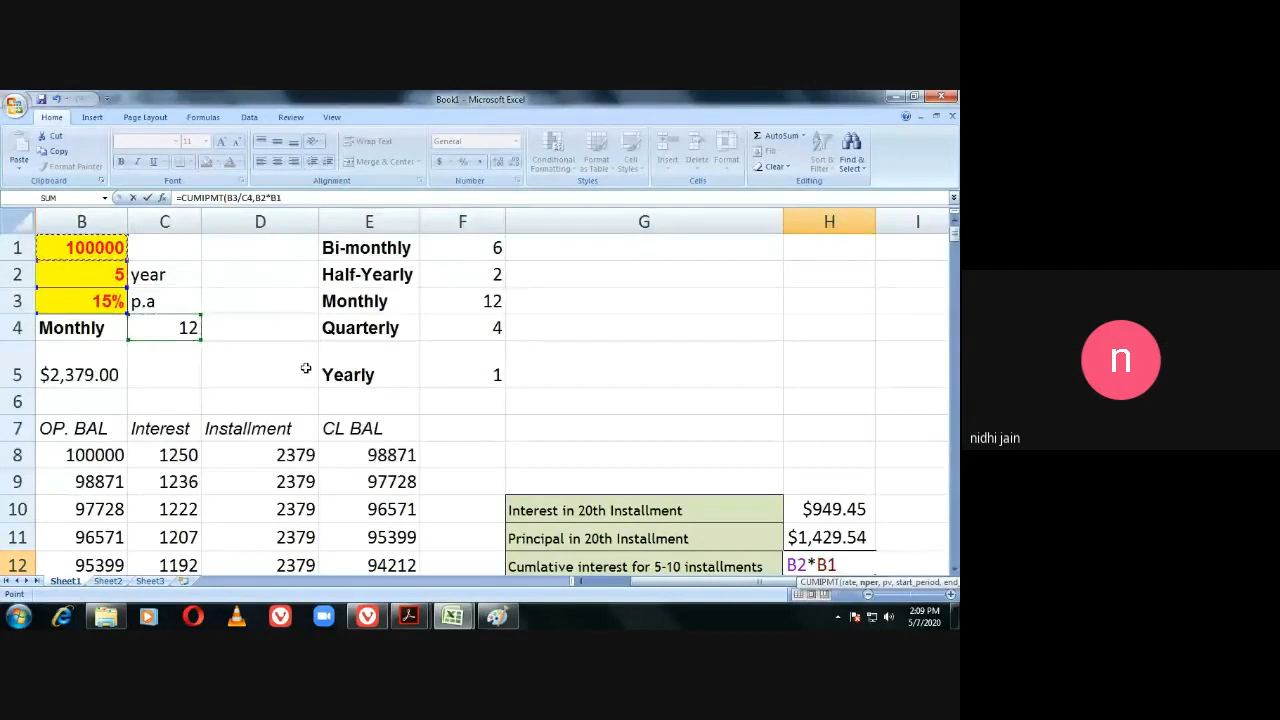 Book1 - Microsoft Excel
Home Insert Page Layout Formulas Data Review View
Cut
Copy
Format Painter
Paste
Clipboard
11
B I U
Font
Wrap Text
Merge & Center
Alignment
General
$ % ,
Number
Conditional Formatting
Format as Table
Cell Styles
Styles
Insert Delete Format
Cells
AutoSum
Fill
Clear
Sort & Filter
Find & Select
Editing
SUM =CUMIPMT(B3/C4,B2*B1
B C D E F G H I
1 100000 Bi-monthly 6
2 5 year Half-Yearly 2
3 15% p.a Monthly 12
4 Monthly 12 Quarterly 4
5 $2,379.00 Yearly 1
6
7 OP. BAL Interest Installment CL BAL
8 100000 1250 2379 98871
9 98871 1236 2379 97728
10 97728 1222 2379 96571 Interest in 20th Installment $949.45
11 96571 1207 2379 95399 Principal in 20th Installment $1,429.54
12 95399 1192 2379 94212 Cumlative interest for 5-10 installments B2*B1
Sheet1 Sheet2 Sheet3
CUMIPMT(rate, nper, pv, start_period, end
Point
2:09 PM
5/7/2020
n
nidhi jain